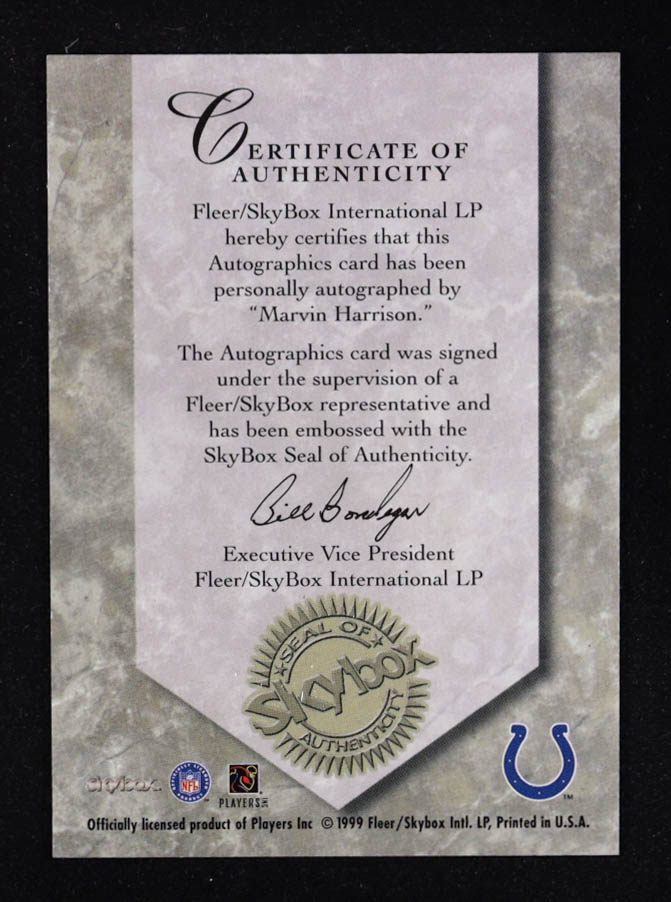 CERTIFICATE OF
AUTHENTICITY
Fleer/SkyBox International LP
hereby certifies that this
Autographics card has been
personally autographed by
“Marvin Harrison.”
The Autographics card was signed
under the supervision of a
Fleer/SkyBox representative and
has been embossed with the
SkyBox Seal of Authenticity.
Bill Bondegar
Executive Vice President
Fleer/SkyBox International LP
SEAL OF
Skybox
AUTHENTICITY
skybox
NFL
PLAYERS INC
TM
Officially licensed product of Players Inc © 1999 Fleer/Skybox Intl. LP, Printed in U.S.A.